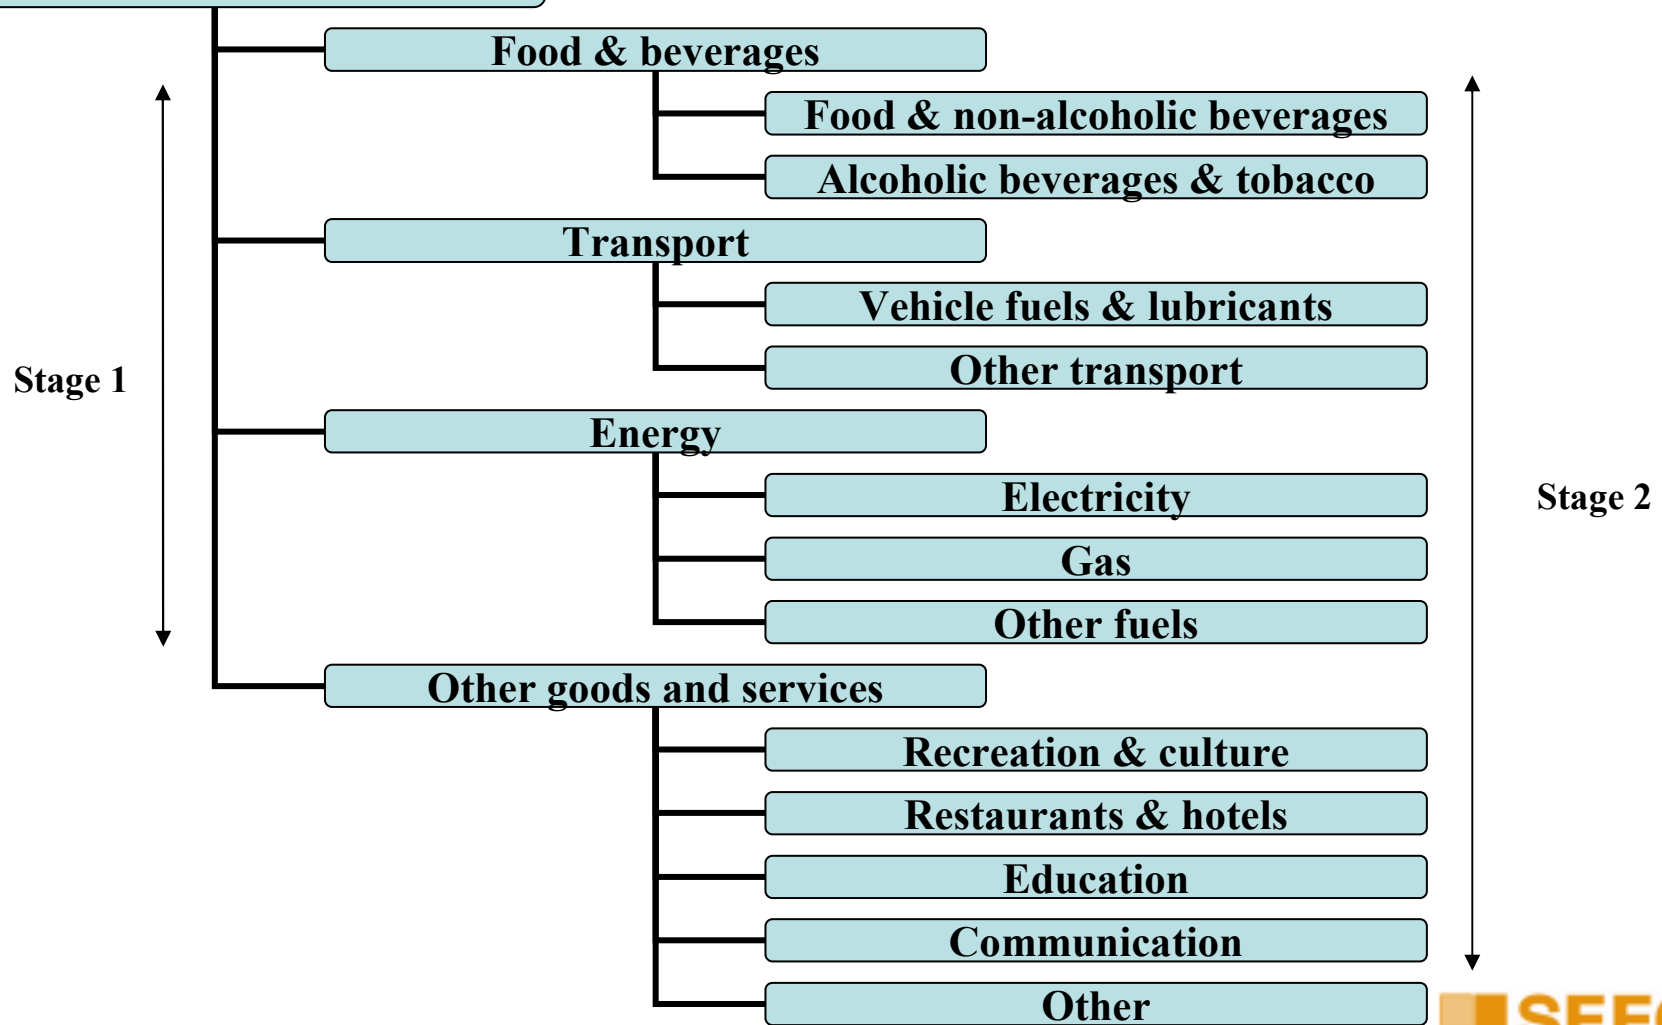 Food & beverages
Food & non-alcoholic beverages
Alcoholic beverages & tobacco
Transport
Vehicle fuels & lubricants
Other transport
Stage 1
Energy
Electricity
Stage 2
Gas
Other fuels
Other goods and services
Recreation & culture
Restaurants & hotels
Education
Communication
Other